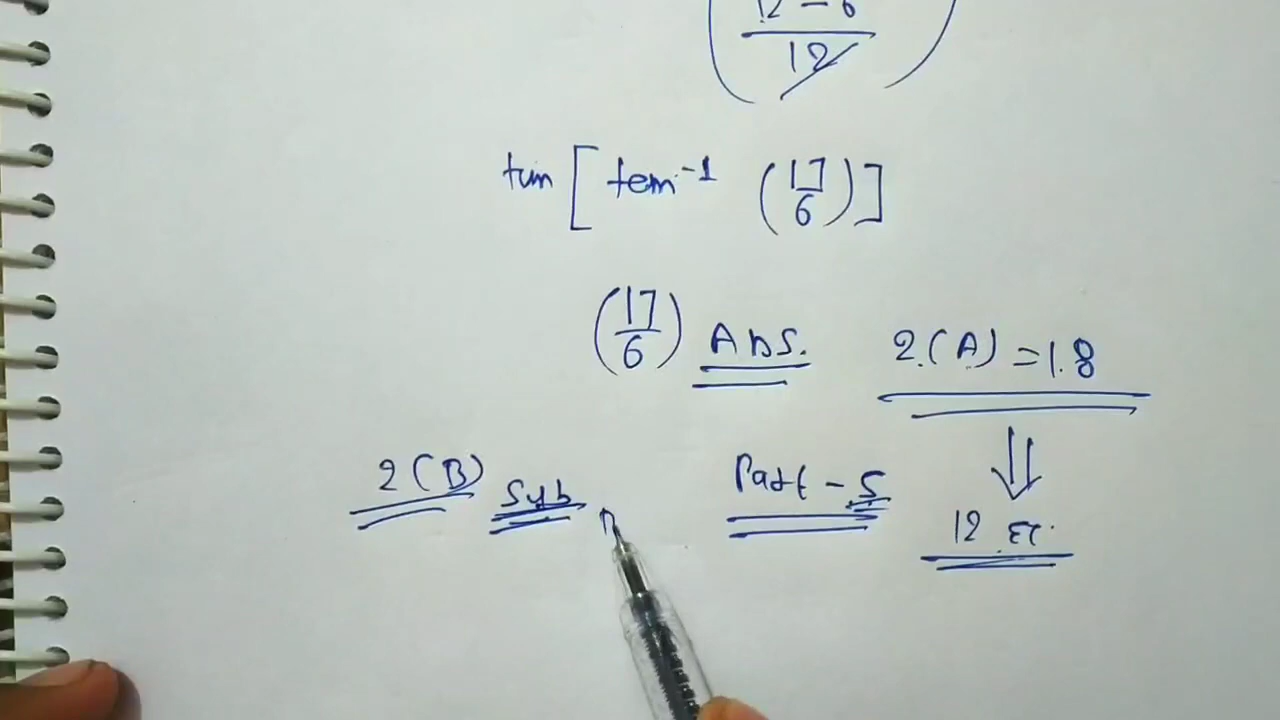 ( 12 - 6 / 12 )
tan [ tan⁻¹ ( 17/6 ) ]
( 17/6 ) Ans.
2.(A) = 1.8
2 (B) Sub
Part - 5
12